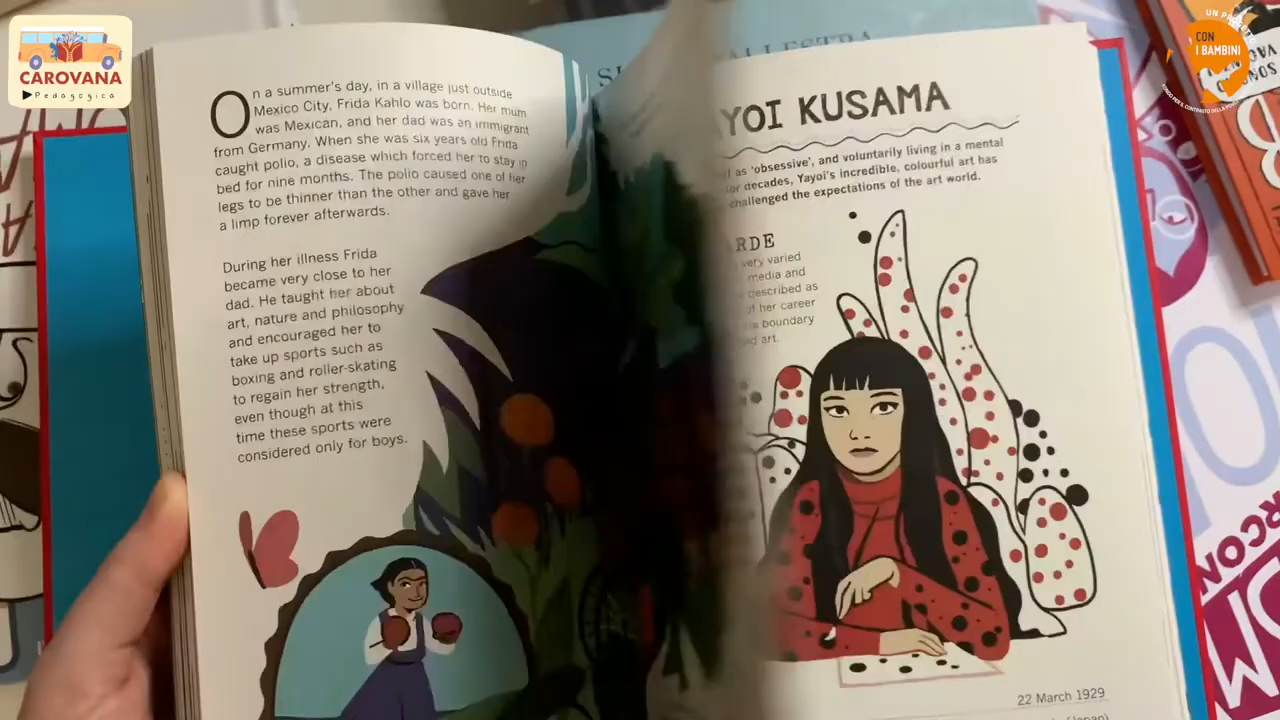 CAROVANA
Pedagogica
On a summer's day, in a village just outside
Mexico City, Frida Kahlo was born. Her mum
was Mexican, and her dad was an immigrant
from Germany. When she was six years old Frida
caught polio, a disease which forced her to stay in
bed for nine months. The polio caused one of her
legs to be thinner than the other and gave her
a limp forever afterwards.
During her illness Frida
became very close to her
dad. He taught her about
art, nature and philosophy
and encouraged her to
take up sports such as
boxing and roller-skating
to regain her strength,
even though at this
time these sports were
considered only for boys.
YOI KUSAMA
as 'obsessive', and voluntarily living in a mental
decades, Yayoi's incredible, colourful art has
challenged the expectations of the art world.
ARDE
very varied
media and
described as
of her career
a boundary
art.
22 March 1929
(Japan)
UN PROGETTO
CON
I BAMBINI